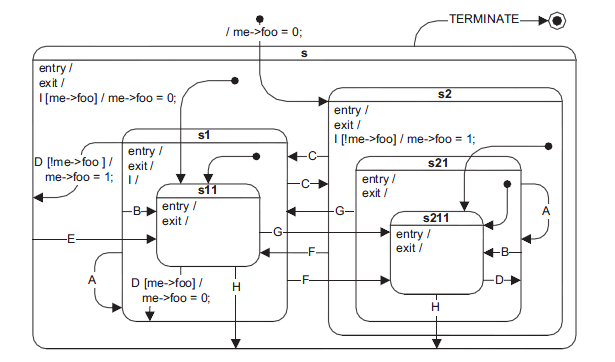 TERMINATE
/ me->foo = 0;
s
entry /
exit /
I [me->foo] / me->foo = 0;
s2
entry /
exit /
I [!me->foo] / me->foo = 1;
s1
entry /
exit /
I /
D [!me->foo ] /
me->foo = 1;
C
C
s21
entry /
exit /
s11
entry /
exit /
B
G
G
A
s211
entry /
exit /
E
F
B
A
D [me->foo] /
me->foo = 0;
H
F
D
H